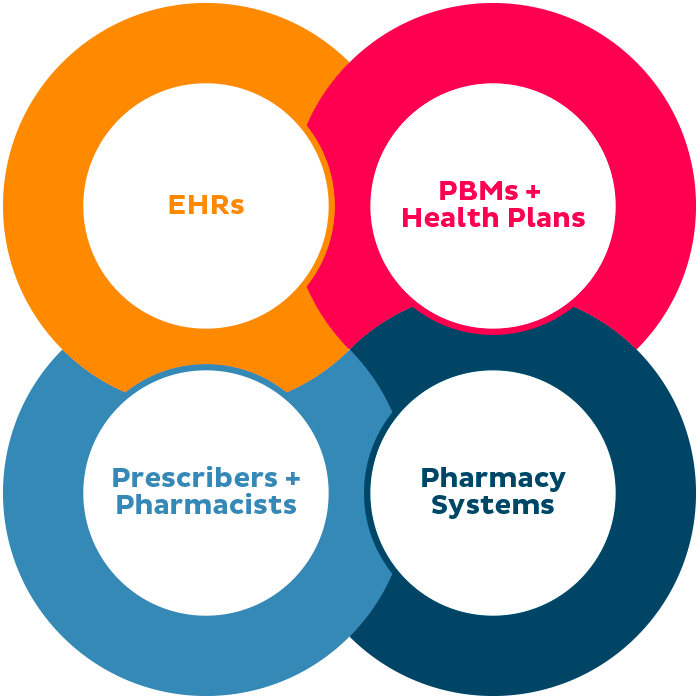 EHRs
PBMs +
Health Plans
Prescribers +
Pharmacists
Pharmacy
Systems